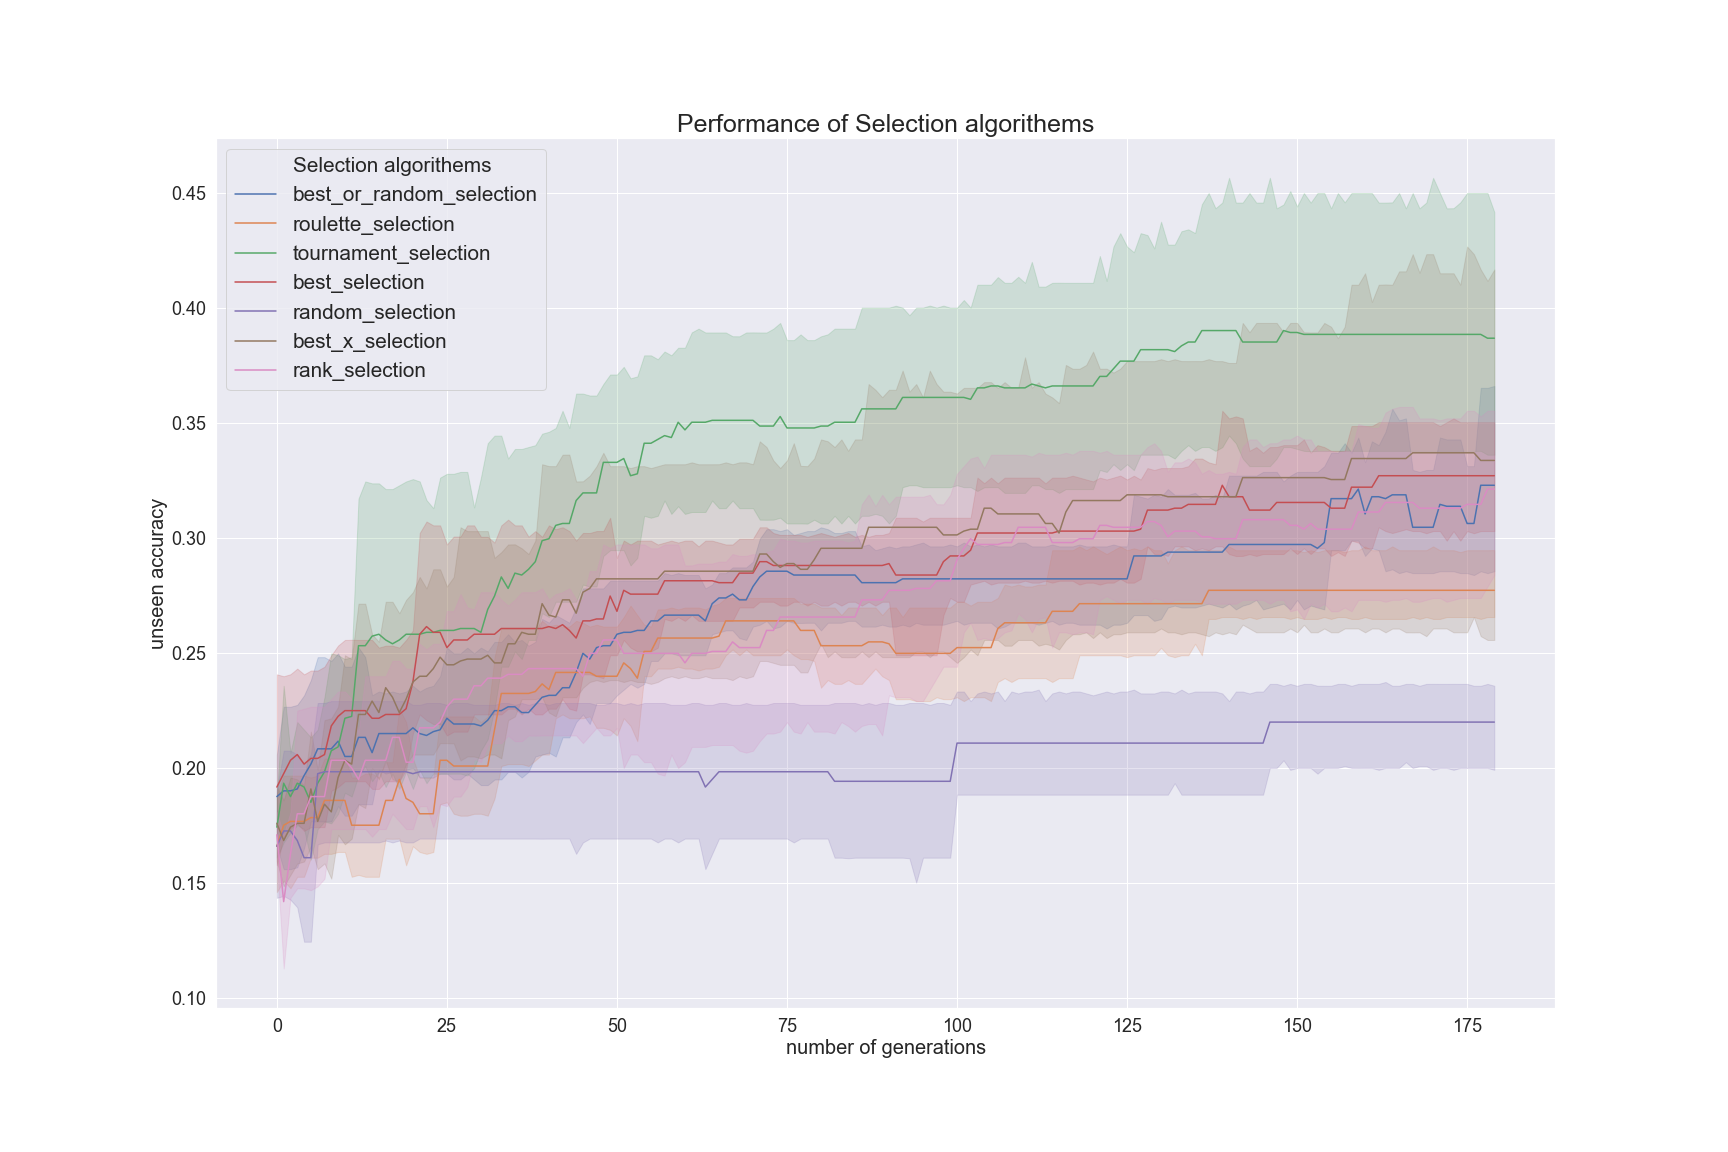 Performance of Selection algorithems
Selection algorithems
best_or_random_selection
roulette_selection
tournament_selection
best_selection
random_selection
best_x_selection
rank_selection
unseen accuracy
0.45
0.40
0.35
0.30
0.25
0.20
0.15
0.10
0 25 50 75 100 125 150 175
number of generations